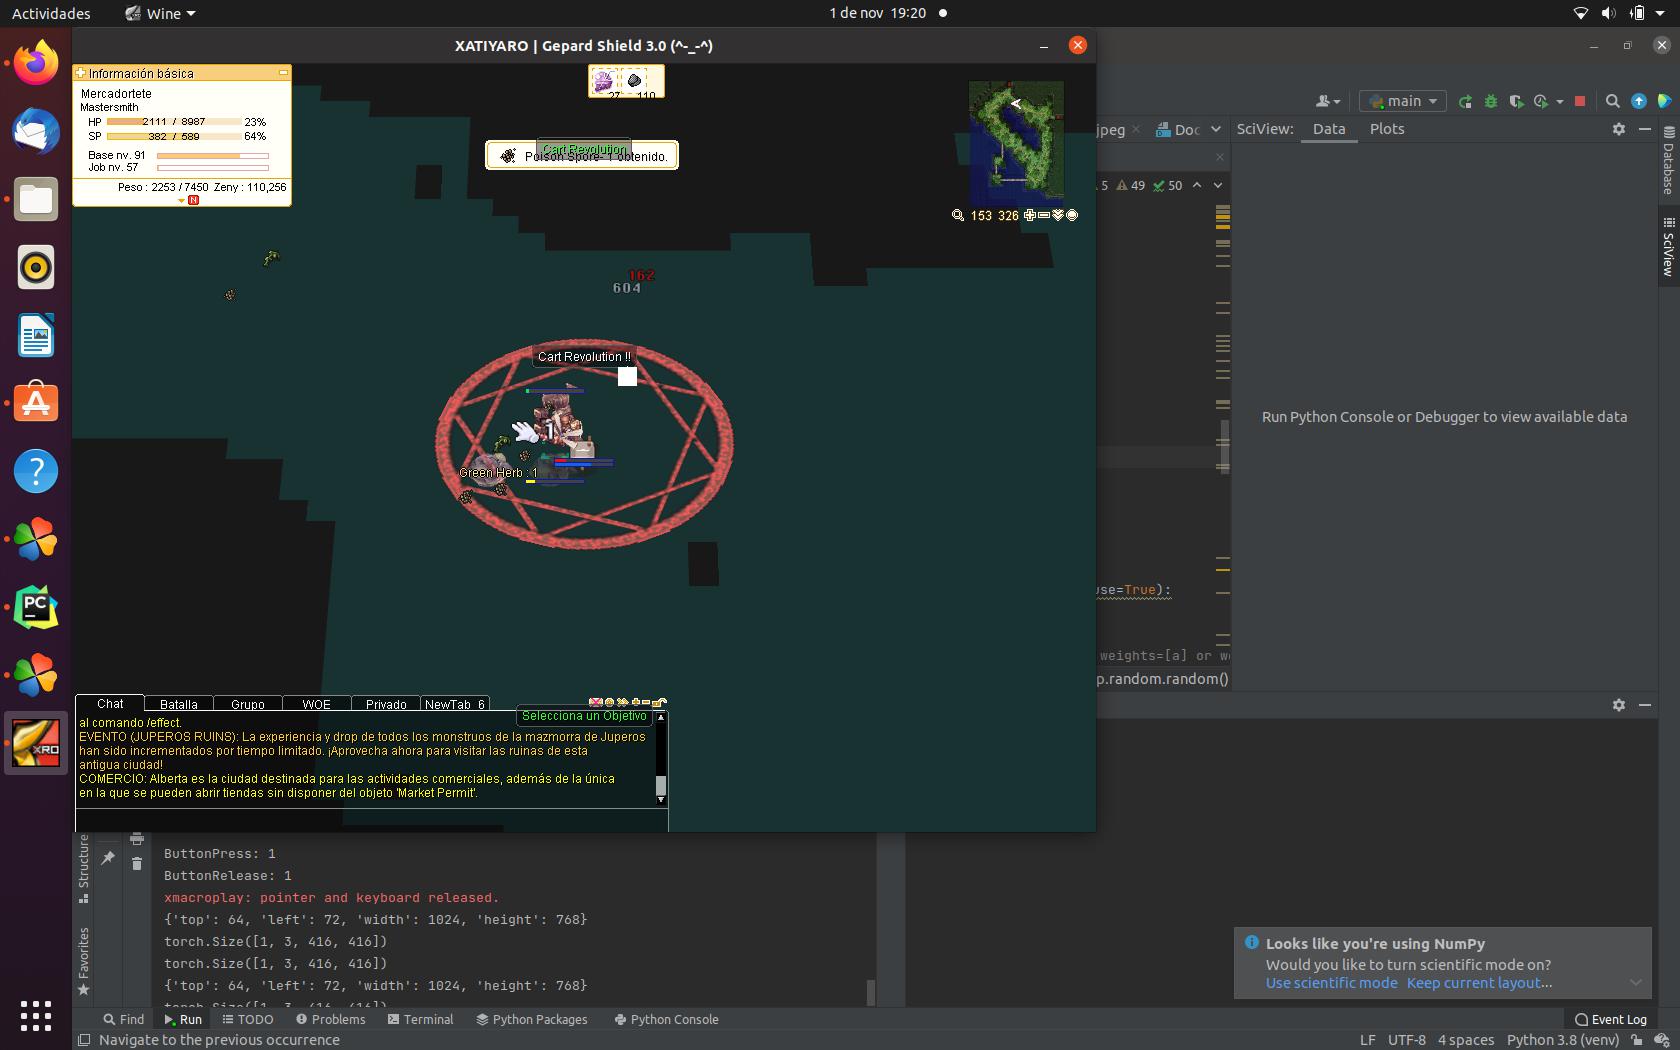 Actividades
Wine
1 de nov 19:20
XATIYARO | Gepard Shield 3.0 (^-_-^)
Información básica
Mercadortete
Mastersmith
HP 2111 / 8987 23%
SP 382 / 589 64%
Base nv. 91
Job nv. 57
Peso : 2253 / 7450 Zeny : 110,256
N
27 110
Cart Revolution
Poison Spore- 1 obtenido.
153 326
162
604
Cart Revolution !!
1
Green Herb : 1
Chat
Batalla
Grupo
WOE
Privado
NewTab_6
Selecciona un Objetivo
al comando /effect.
EVENTO (JUPEROS RUINS): La experiencia y drop de todos los monstruos de la mazmorra de Juperos
han sido incrementados por tiempo limitado. ¡Aprovecha ahora para visitar las ruinas de esta
antigua ciudad!
COMERCIO: Alberta es la ciudad destinada para las actividades comerciales, además de la única
en la que se pueden abrir tiendas sin disponer del objeto 'Market Permit'.
main
jpeg
Doc
SciView:
Data
Plots
5 49 50
Database
SciView
Run Python Console or Debugger to view available data
use=True):
weights=[a] or we
p.random.random()
PC
XRO
Structure
Favorites
ButtonPress: 1
ButtonRelease: 1
xmacroplay: pointer and keyboard released.
{'top': 64, 'left': 72, 'width': 1024, 'height': 768}
torch.Size([1, 3, 416, 416])
torch.Size([1, 3, 416, 416])
{'top': 64, 'left': 72, 'width': 1024, 'height': 768}
torch.Size([1, 3, 416, 416])
Looks like you're using NumPy
Would you like to turn scientific mode on?
Use scientific mode Keep current layout...
Find
Run
TODO
Problems
Terminal
Python Packages
Python Console
Event Log
Navigate to the previous occurrence
LF UTF-8 4 spaces Python 3.8 (venv)